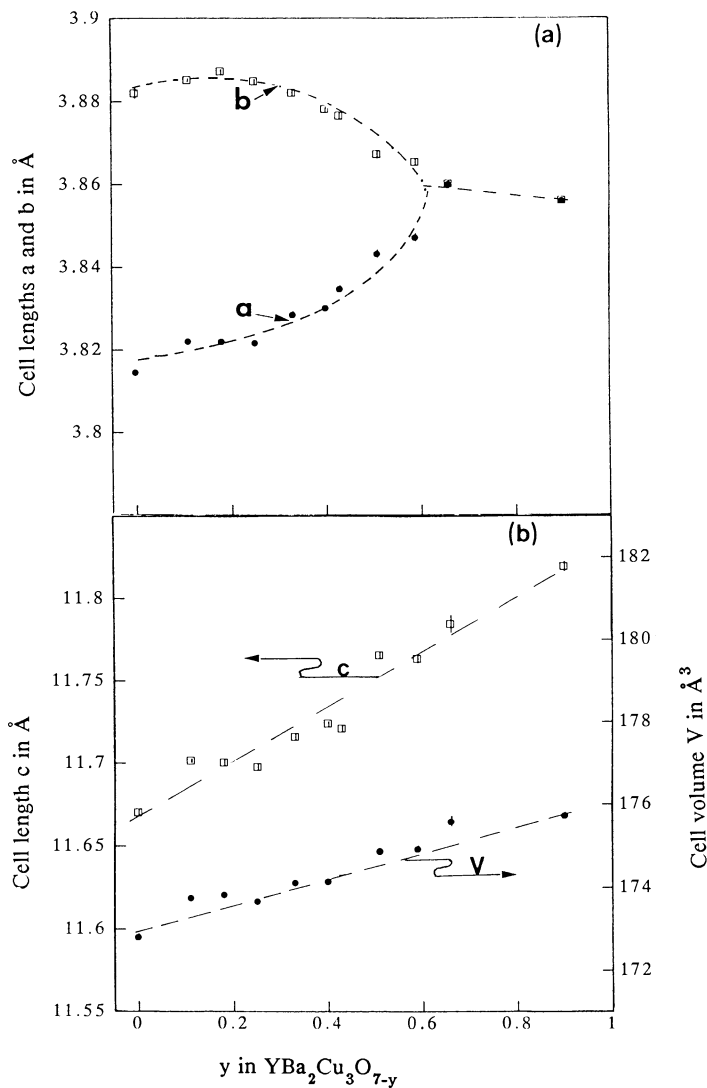 (a)
3.9
3.88
3.86
3.84
3.82
3.8
Cell lengths a and b in Å
b
a
(b)
11.8
11.75
11.7
11.65
11.6
11.55
Cell length c in Å
c
V
182
180
178
176
174
172
Cell volume V in Å³
0 0.2 0.4 0.6 0.8 1
y in YBa₂Cu₃O₇₋y